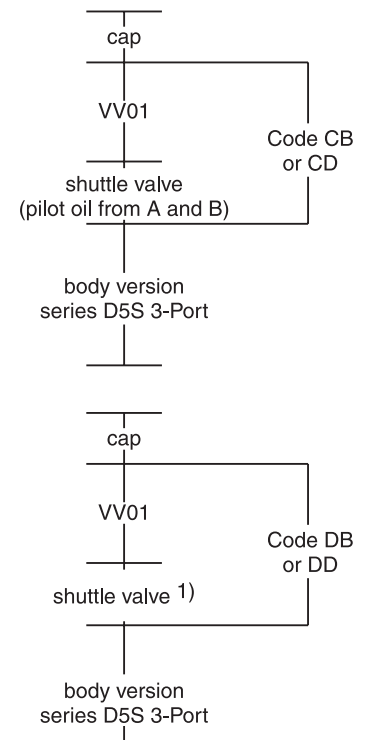 cap
VV01
Code CB
or CD
shuttle valve
(pilot oil from A and B)
body version
series D5S 3-Port
cap
VV01
Code DB
or DD
shuttle valve 1)
body version
series D5S 3-Port